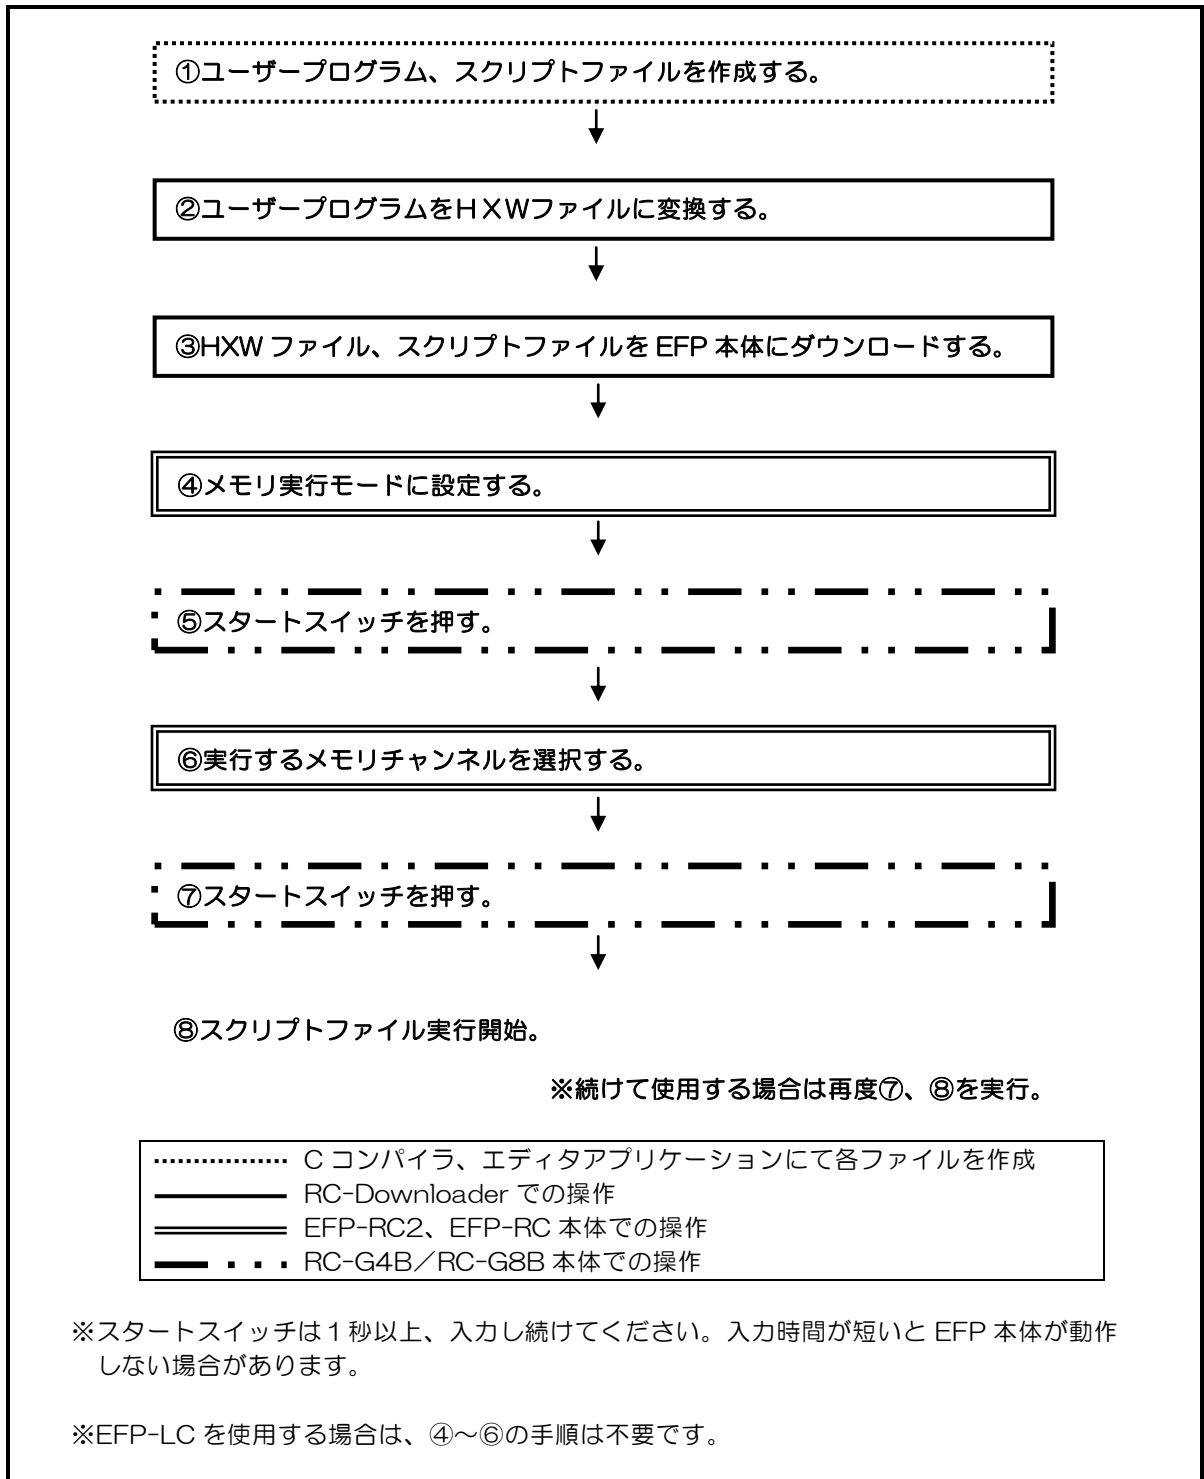 ①ユーザープログラム、スクリプトファイルを作成する。
②ユーザープログラムをＨＸＷファイルに変換する。
③HXW ファイル、スクリプトファイルを EFP 本体にダウンロードする。
④メモリ実行モードに設定する。
⑤スタートスイッチを押す。
⑥実行するメモリチャンネルを選択する。
⑦スタートスイッチを押す。
⑧スクリプトファイル実行開始。
※続けて使用する場合は再度⑦、⑧を実行。
C コンパイラ、エディタアプリケーションにて各ファイルを作成
RC-Downloader での操作
EFP-RC2、EFP-RC 本体での操作
RC-G4B／RC-G8B 本体での操作
※スタートスイッチは１秒以上、入力し続けてください。入力時間が短いと EFP 本体が動作
しない場合があります。
※EFP-LC を使用する場合は、④～⑥の手順は不要です。